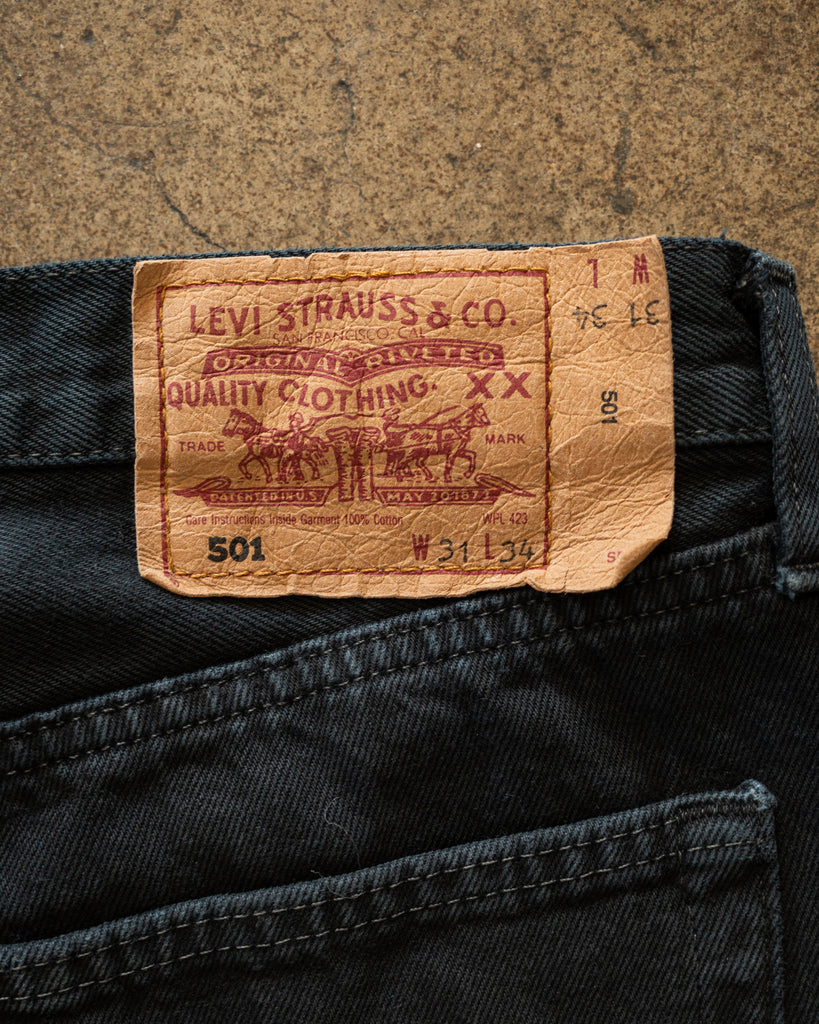 LEVI STRAUSS & CO.
SAN FRANCISCO CAL
ORIGINAL RIVETED
QUALITY CLOTHING. XX
TRADE MARK
PATENTED IN U.S. MAY 20 1873
Care Instructions Inside Garment 100% Cotton WPL 423
501 W 31 L 34
L W
34 31
501